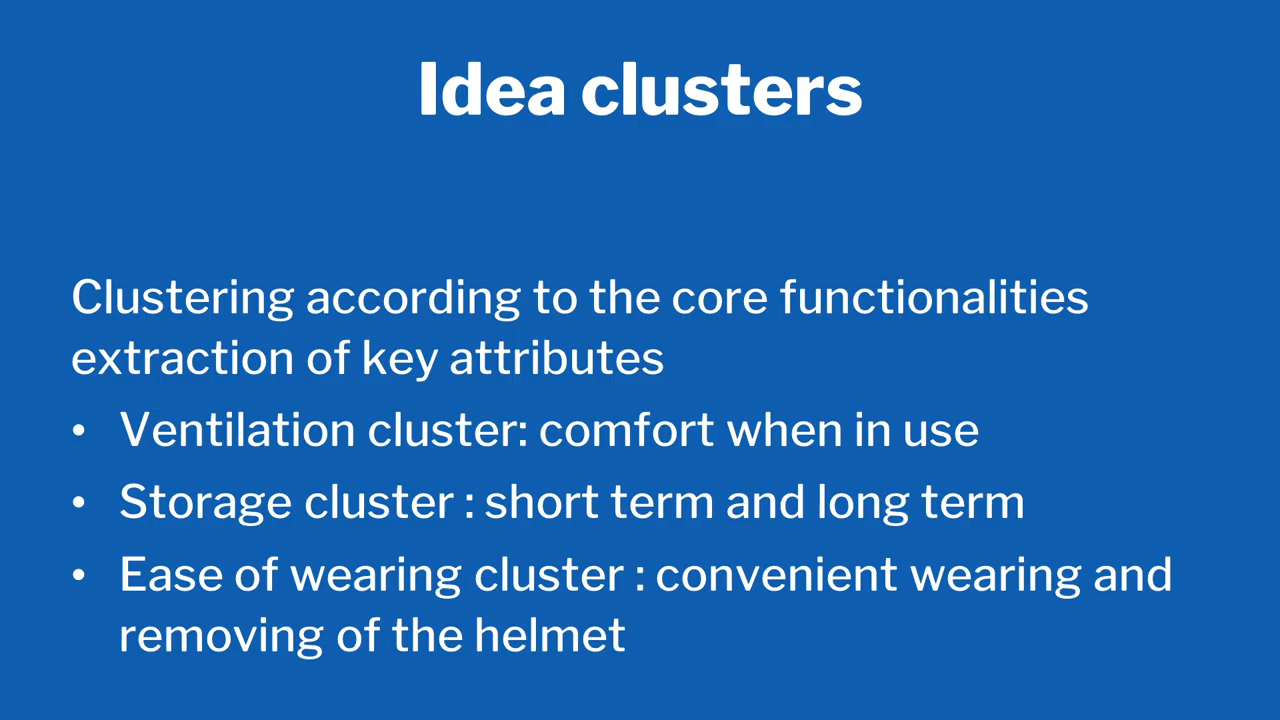 Idea clusters
Clustering according to the core functionalities
extraction of key attributes
• Ventilation cluster: comfort when in use
• Storage cluster : short term and long term
• Ease of wearing cluster : convenient wearing and
removing of the helmet